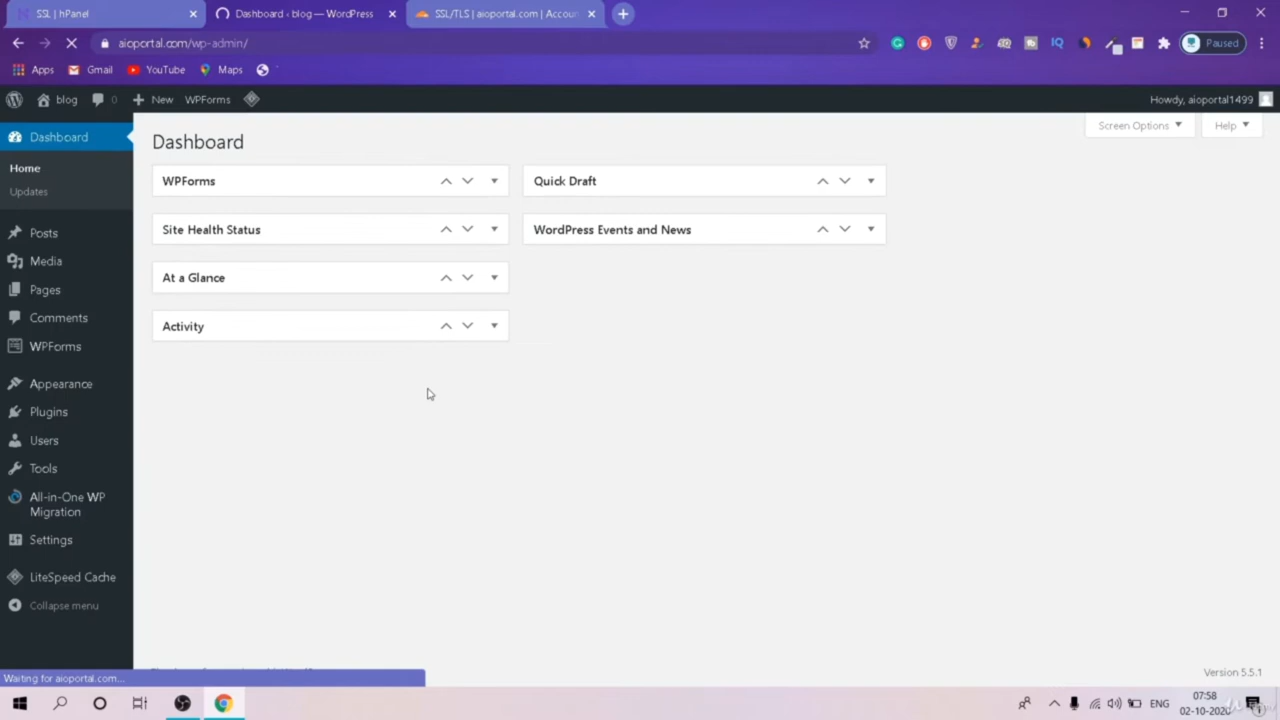 SSL | hPanel
Dashboard ‹ blog — WordPress
SSL/TLS | aioportal.com | Accoun
aioportal.com/wp-admin/
Paused
Apps
Gmail
YouTube
Maps
blog
0
New
WPForms
Howdy, aioportal1499
Dashboard
Screen Options
Help
Dashboard
Home
Updates
Posts
Media
Pages
Comments
WPForms
Appearance
Plugins
Users
Tools
All-in-One WP
Migration
Settings
LiteSpeed Cache
Collapse menu
WPForms
Quick Draft
Site Health Status
WordPress Events and News
At a Glance
Activity
Version 5.5.1
Waiting for aioportal.com...
ENG
07:58
02-10-2020